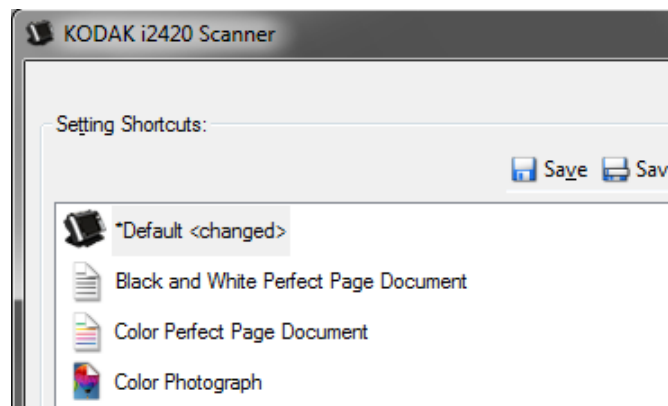 KODAK i2420 Scanner
Setting Shortcuts:
Save Sav
*Default <changed>
Black and White Perfect Page Document
Color Perfect Page Document
Color Photograph